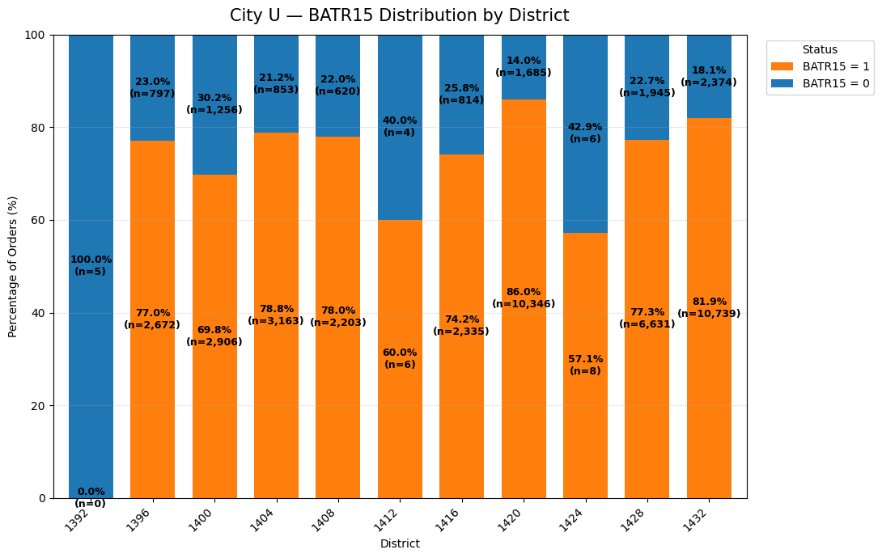 City U — BATR15 Distribution by District
Status
BATR15 = 1
BATR15 = 0
Percentage of Orders (%)
100
80
60
40
20
0
100.0%
(n=5)
0.0%
(n=0)
23.0%
(n=797)
77.0%
(n=2,672)
30.2%
(n=1,256)
69.8%
(n=2,906)
21.2%
(n=853)
78.8%
(n=3,163)
22.0%
(n=620)
78.0%
(n=2,203)
40.0%
(n=4)
60.0%
(n=6)
25.8%
(n=814)
74.2%
(n=2,335)
14.0%
(n=1,685)
86.0%
(n=10,346)
42.9%
(n=6)
57.1%
(n=8)
22.7%
(n=1,945)
77.3%
(n=6,631)
18.1%
(n=2,374)
81.9%
(n=10,739)
1392
1396
1400
1404
1408
1412
1416
1420
1424
1428
1432
District